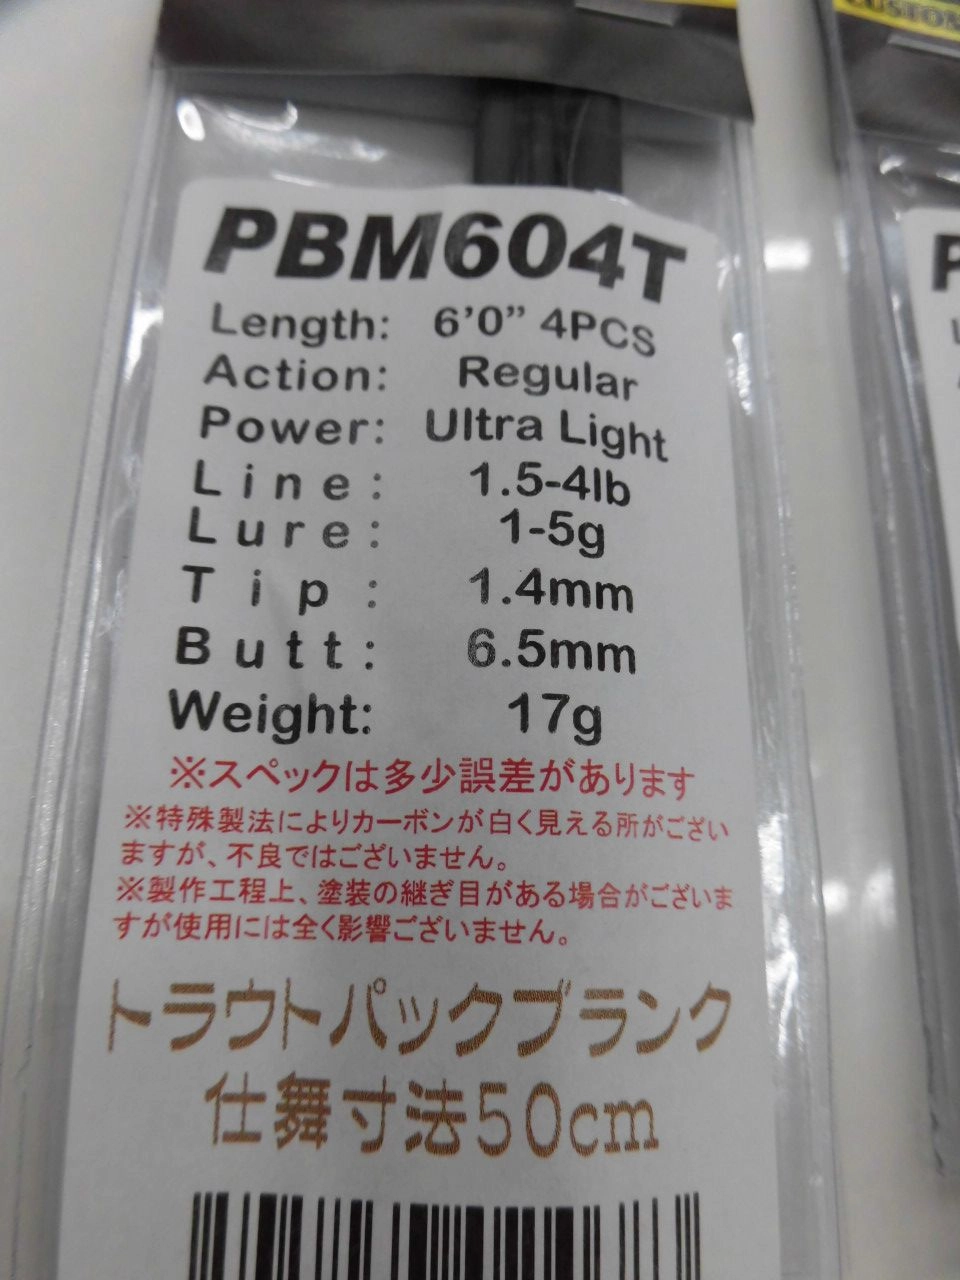 CUSTOM
PBM604T
Length: 6'0" 4PCS
Action: Regular
Power: Ultra Light
Line: 1.5-4lb
Lure: 1-5g
Tip: 1.4mm
Butt: 6.5mm
Weight: 17g
※スペックは多少誤差があります
※特殊製法によりカーボンが白く見える所がござい
ますが、不良ではございません。
※製作工程上、塗装の継ぎ目がある場合がございま
すが使用には全く影響ございません。
トラウトパックブランク
仕舞寸法50cm